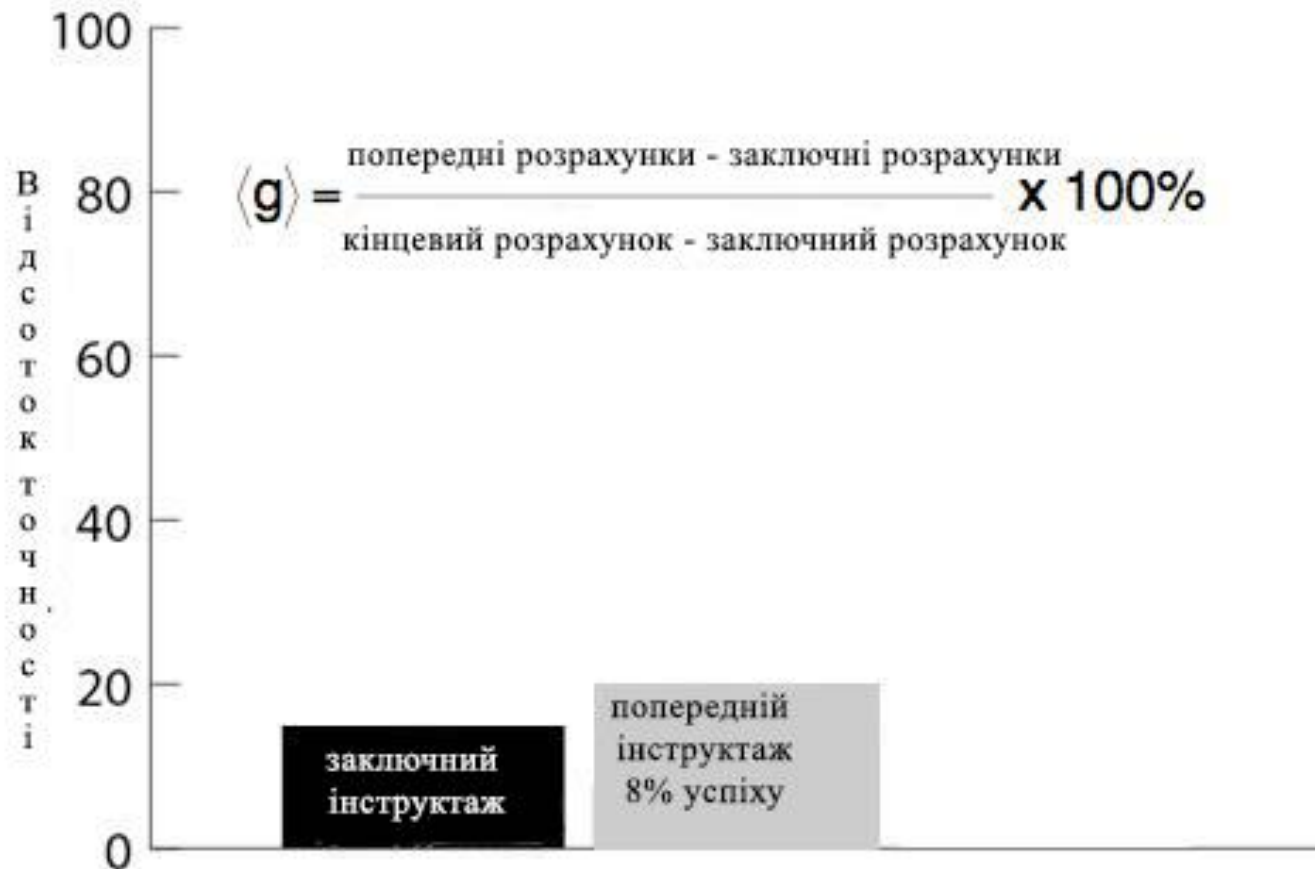 100
попередні розрахунки - заключні розрахунки
⟨g⟩ = x 100%
кінцевий розрахунок - заключний розрахунок
80
60
40
20
0
Відсоток точності
заключний
інструктаж
попередній
інструктаж
8% успіху